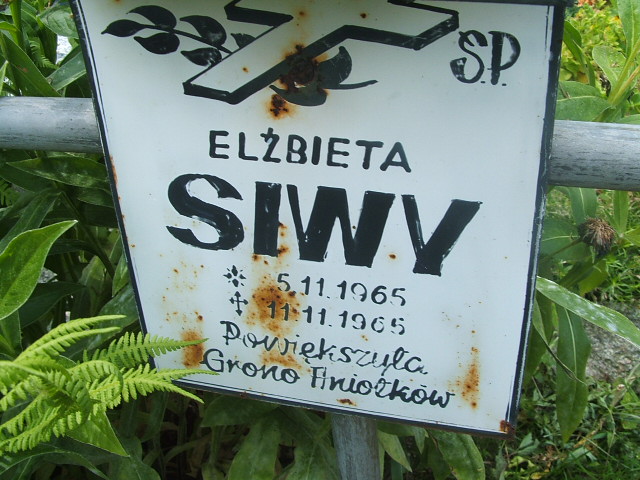 Ś.P.
ELŻBIETA
SIWY
5.11.1965
11.11.1965
Powiększyła
Grono Aniołków